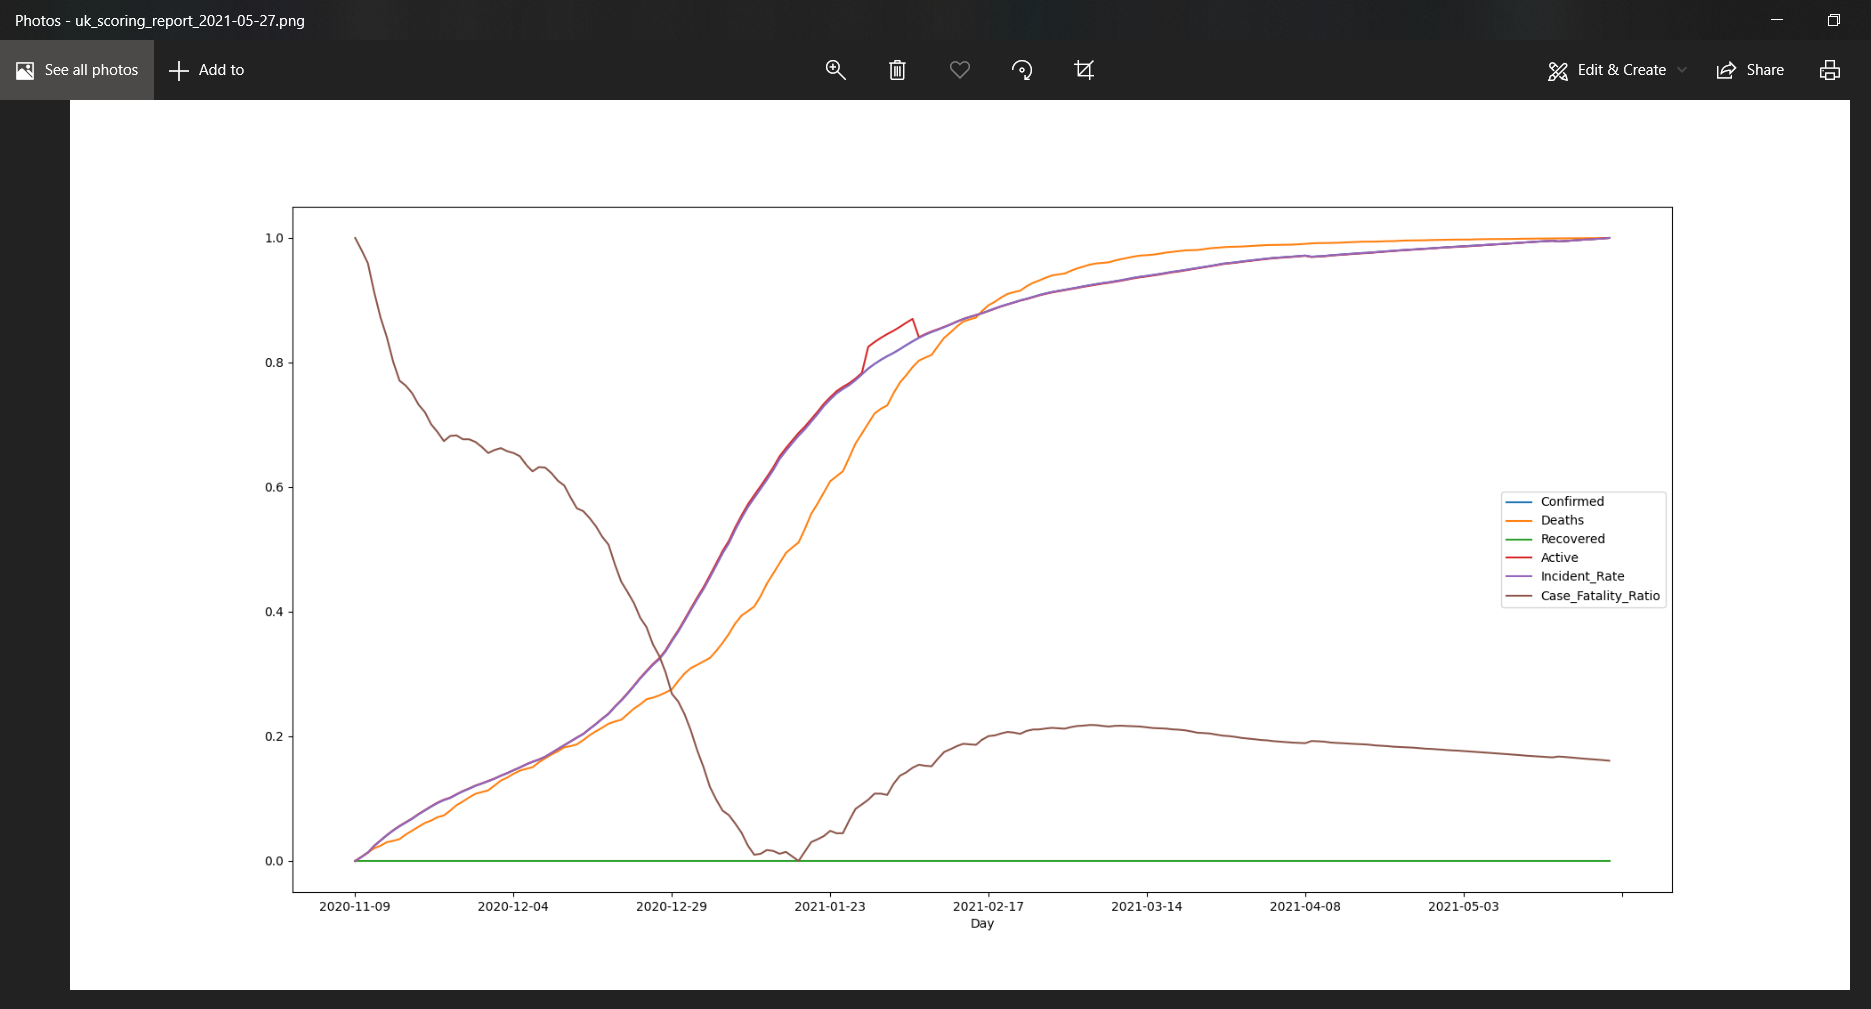 Photos - uk_scoring_report_2021-05-27.png
See all photos
Add to
Edit & Create
Share
1.0
0.8
0.6
0.4
0.2
0.0
Confirmed
Deaths
Recovered
Active
Incident_Rate
Case_Fatality_Ratio
2020-11-09 2020-12-04 2020-12-29 2021-01-23 2021-02-17 2021-03-14 2021-04-08 2021-05-03
Day